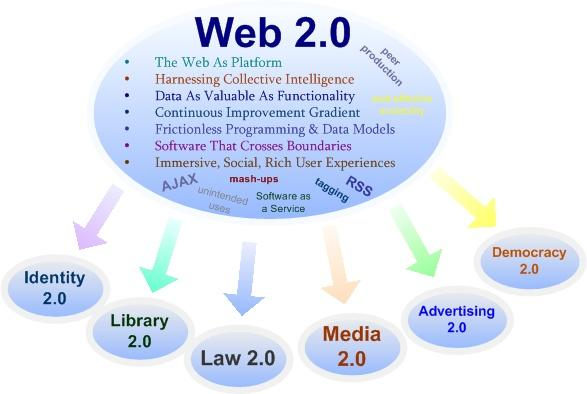 Web 2.0
peer
production
• The Web As Platform
• Harnessing Collective Intelligence
• Data As Valuable As Functionality
• Continuous Improvement Gradient
• Frictionless Programming & Data Models
• Software That Crosses Boundaries
• Immersive, Social, Rich User Experiences
AJAX
mash-ups
unintended
uses
Software as
a Service
tagging
RSS
Identity
2.0
Library
2.0
Law 2.0
Media
2.0
Advertising
2.0
Democracy
2.0